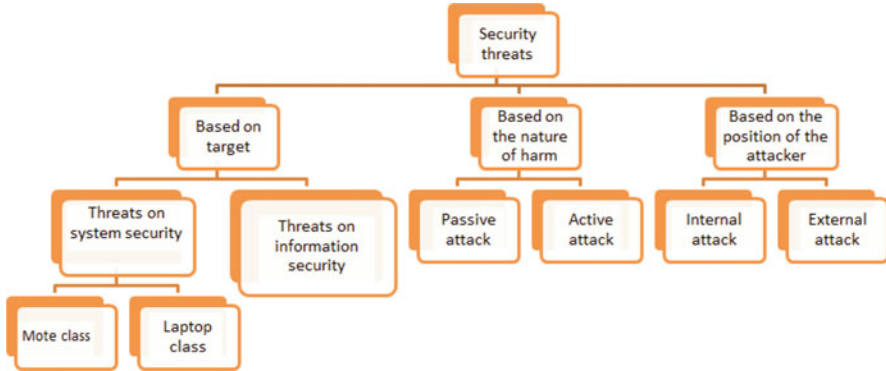 Security
threats
Based on
target
Based on
the nature
of harm
Based on the
position of the
attacker
Threats on
system security
Threats on
information
security
Passive
attack
Active
attack
Internal
attack
External
attack
Mote class
Laptop
class